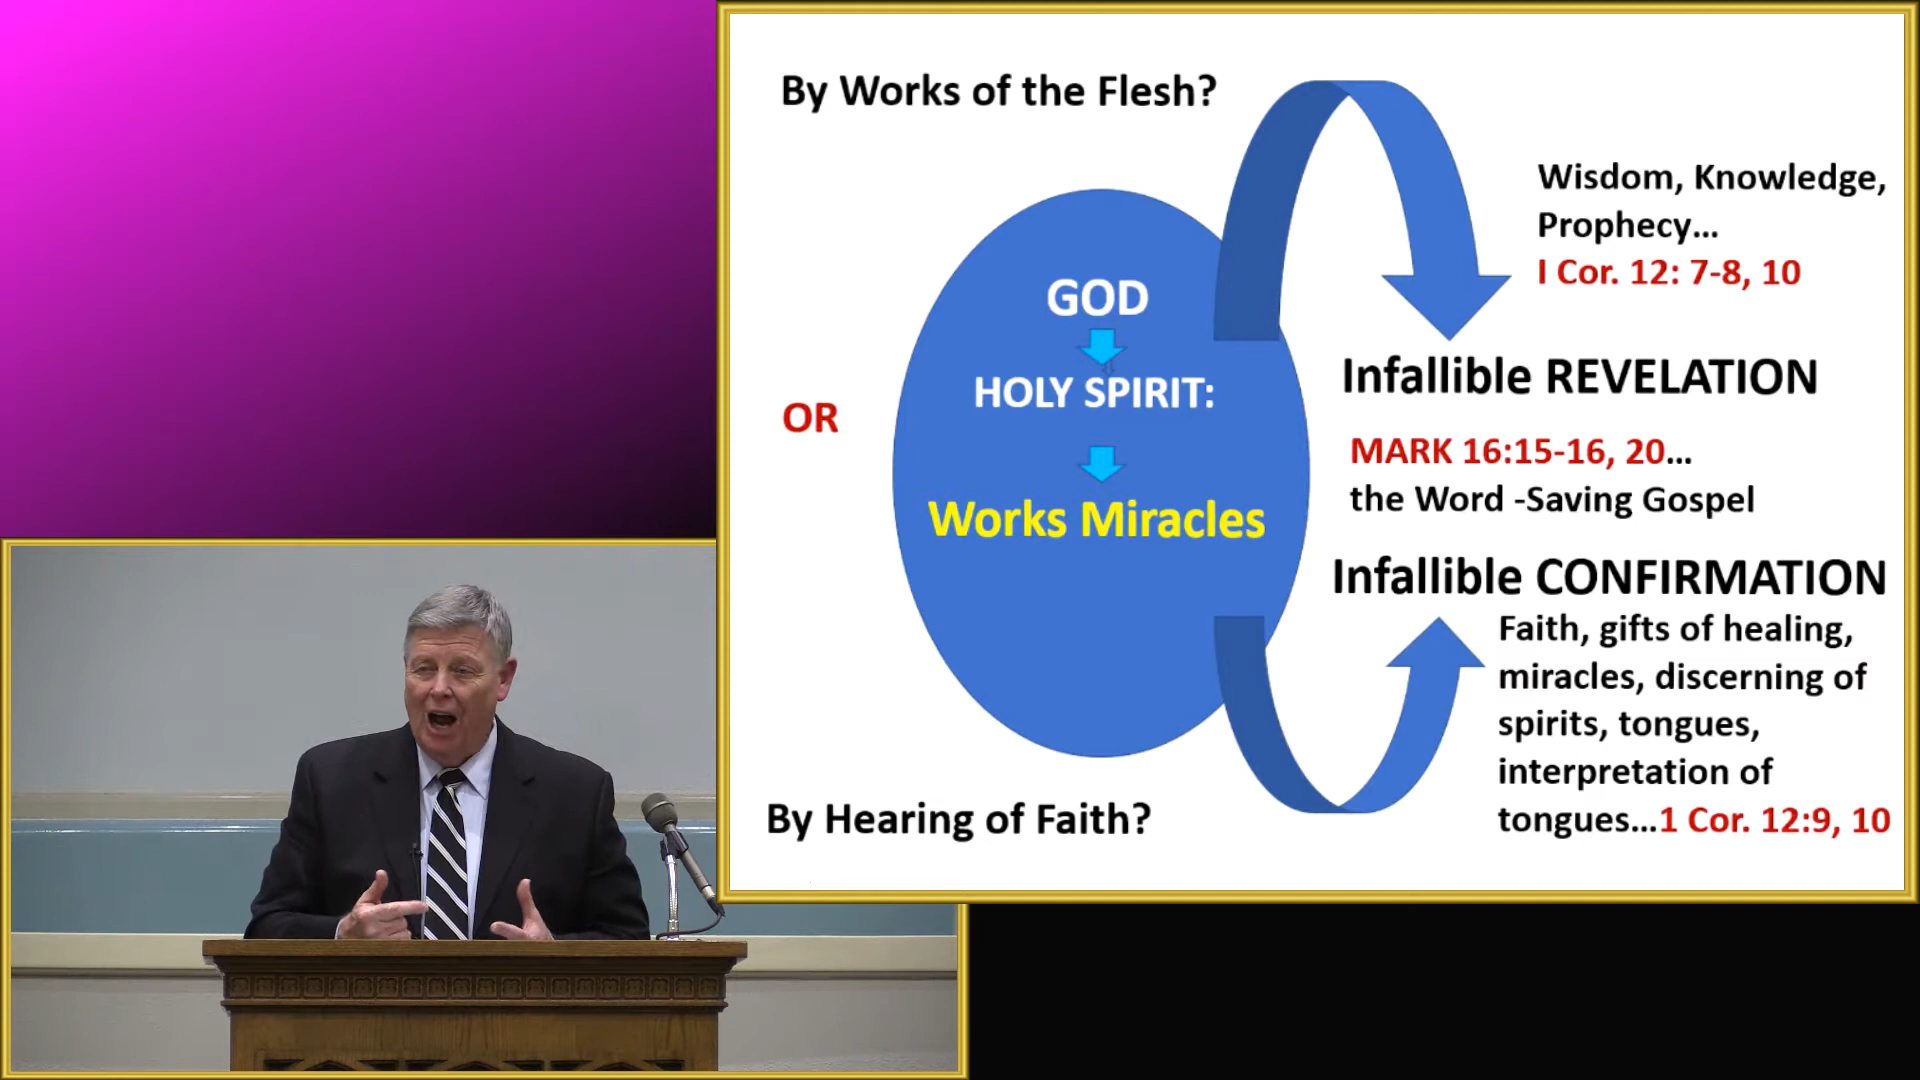 By Works of the Flesh?
Wisdom, Knowledge,
Prophecy...
I Cor. 12: 7-8, 10
GOD
HOLY SPIRIT:
Works Miracles
OR
Infallible REVELATION
MARK 16:15-16, 20...
the Word -Saving Gospel
Infallible CONFIRMATION
Faith, gifts of healing,
miracles, discerning of
spirits, tongues,
interpretation of
tongues...1 Cor. 12:9, 10
By Hearing of Faith?